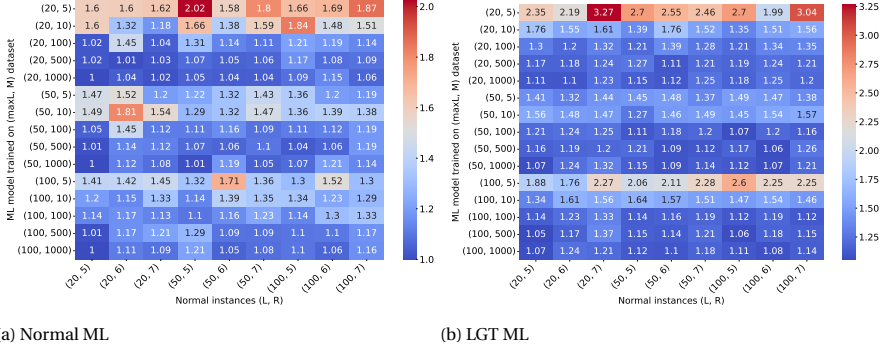 (20, 5) 1.6 1.6 1.62 2.02 1.58 1.8 1.66 1.69 1.87
(20, 10) 1.6 1.32 1.18 1.66 1.38 1.59 1.84 1.48 1.51
(20, 100) 1.02 1.45 1.04 1.31 1.14 1.11 1.21 1.19 1.14
(20, 500) 1.02 1.01 1.03 1.07 1.05 1.06 1.17 1.08 1.09
(20, 1000) 1 1.04 1.02 1.05 1.04 1.04 1.09 1.15 1.06
(50, 5) 1.47 1.52 1.2 1.22 1.32 1.43 1.36 1.2 1.19
(50, 10) 1.49 1.81 1.54 1.29 1.32 1.47 1.36 1.39 1.38
(50, 100) 1.05 1.45 1.12 1.11 1.16 1.09 1.11 1.12 1.19
(50, 500) 1.01 1.14 1.12 1.07 1.06 1.1 1.04 1.06 1.19
(50, 1000) 1 1.12 1.08 1.01 1.19 1.05 1.07 1.21 1.14
(100, 5) 1.41 1.42 1.45 1.32 1.71 1.36 1.3 1.52 1.3
(100, 10) 1.2 1.15 1.33 1.14 1.39 1.35 1.34 1.23 1.29
(100, 100) 1.14 1.17 1.13 1.1 1.16 1.23 1.14 1.3 1.33
(100, 500) 1.01 1.17 1.21 1.29 1.09 1.09 1.1 1.1 1.17
(100, 1000) 1 1.11 1.09 1.21 1.05 1.08 1.1 1.06 1.16
(20, 5) (20, 6) (20, 7) (50, 5) (50, 6) (50, 7) (100, 5) (100, 6) (100, 7)
Normal instances (L, R)
ML model trained on (maxL, M) dataset
2.0
1.8
1.6
1.4
1.2
1.0
(a) Normal ML
(20, 5) 2.35 2.19 3.27 2.7 2.55 2.46 2.7 1.99 3.04
(20, 10) 1.76 1.55 1.61 1.39 1.76 1.52 1.35 1.51 1.56
(20, 100) 1.3 1.2 1.32 1.21 1.39 1.28 1.21 1.34 1.35
(20, 500) 1.17 1.18 1.24 1.27 1.11 1.21 1.24 1.19 1.25
(20, 1000) 1.11 1.1 1.23 1.15 1.12 1.25 1.18 1.25 1.2
(50, 5) 1.41 1.32 1.44 1.45 1.48 1.37 1.49 1.47 1.38
(50, 10) 1.56 1.48 1.47 1.27 1.46 1.49 1.45 1.44 1.57
(50, 100) 1.21 1.24 1.25 1.11 1.18 1.2 1.07 1.2 1.16
(50, 500) 1.16 1.19 1.2 1.21 1.09 1.12 1.17 1.06 1.26
(50, 1000) 1.07 1.24 1.32 1.15 1.09 1.14 1.12 1.07 1.21
(100, 5) 1.88 1.76 2.27 2.06 2.11 2.28 2.6 2.25 2.25
(100, 10) 1.34 1.61 1.56 1.64 1.57 1.51 1.47 1.54 1.46
(100, 100) 1.14 1.23 1.33 1.14 1.16 1.19 1.12 1.19 1.12
(100, 500) 1.05 1.18 1.37 1.15 1.14 1.21 1.06 1.18 1.15
(100, 1000) 1.07 1.24 1.21 1.12 1.1 1.18 1.11 1.08 1.14
(20, 5) (20, 6) (20, 7) (50, 5) (50, 6) (50, 7) (100, 5) (100, 6) (100, 7)
Normal instances (L, R)
ML model trained on (maxL, M) dataset
3.25
3.00
2.75
2.50
2.25
2.00
1.75
1.50
1.25
(b) LGT ML